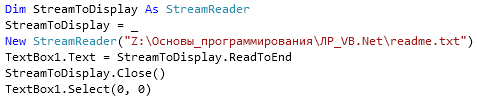 Dim StreamToDisplay As StreamReader
StreamToDisplay = _
New StreamReader("Z:\Основы_программирования\ЛР_VB.Net\readme.txt")
TextBox1.Text = StreamToDisplay.ReadToEnd
StreamToDisplay.Close()
TextBox1.Select(0, 0)